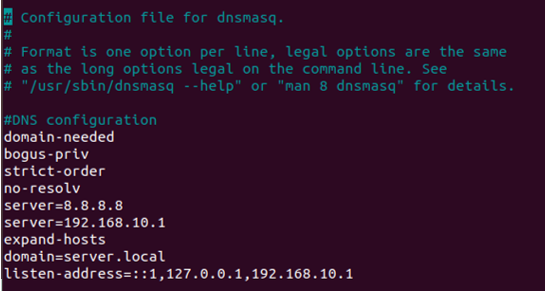 # Configuration file for dnsmasq.
#
# Format is one option per line, legal options are the same
# as the long options legal on the command line. See
# "/usr/sbin/dnsmasq --help" or "man 8 dnsmasq" for details.
#DNS configuration
domain-needed
bogus-priv
strict-order
no-resolv
server=8.8.8.8
server=192.168.10.1
expand-hosts
domain=server.local
listen-address=::1,127.0.0.1,192.168.10.1